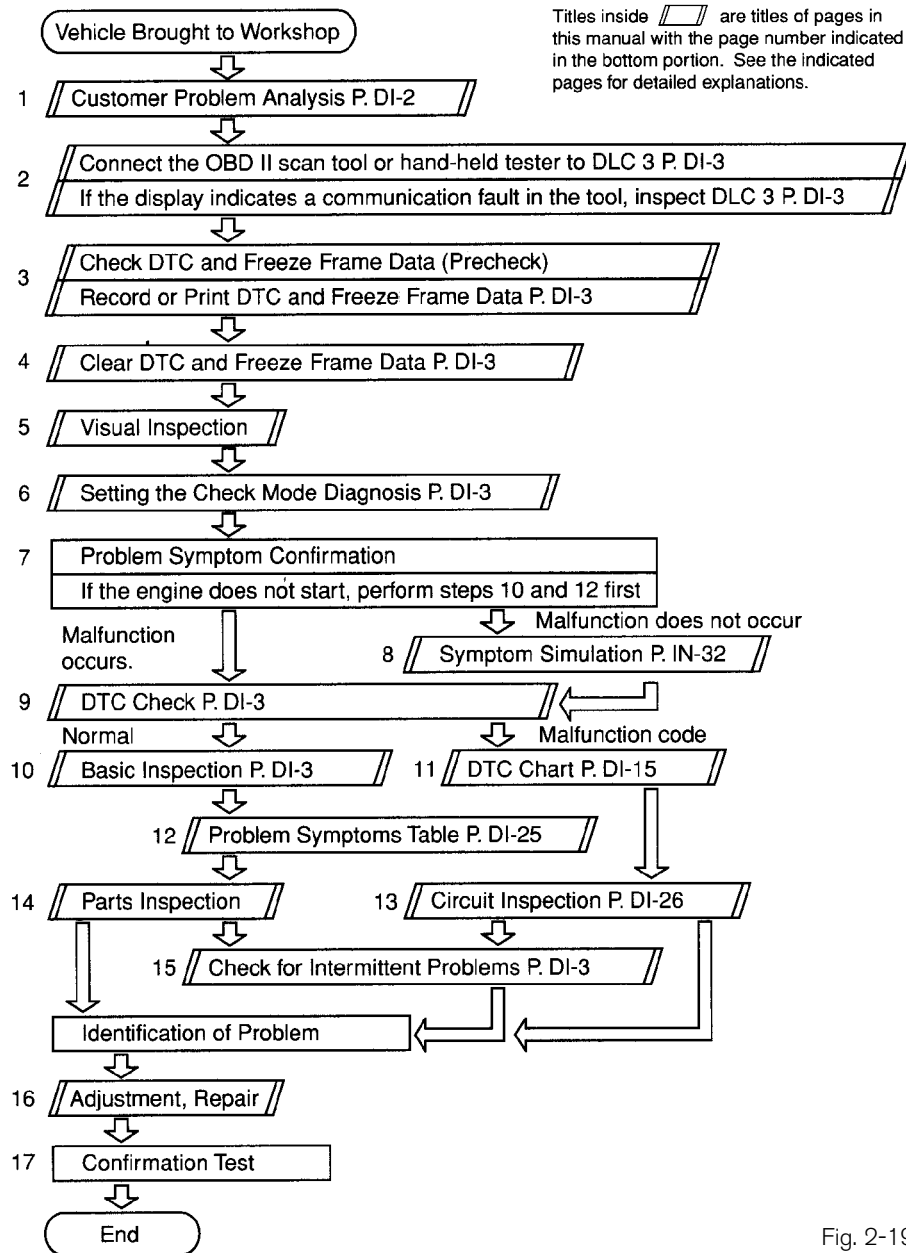 Vehicle Brought to Workshop
Titles inside are titles of pages in
this manual with the page number indicated
in the bottom portion. See the indicated
pages for detailed explanations.
1 Customer Problem Analysis P. DI-2
2 Connect the OBD II scan tool or hand-held tester to DLC 3 P. DI-3
If the display indicates a communication fault in the tool, inspect DLC 3 P. DI-3
3 Check DTC and Freeze Frame Data (Precheck)
Record or Print DTC and Freeze Frame Data P. DI-3
4 Clear DTC and Freeze Frame Data P. DI-3
5 Visual Inspection
6 Setting the Check Mode Diagnosis P. DI-3
7 Problem Symptom Confirmation
If the engine does not start, perform steps 10 and 12 first
Malfunction
occurs.
Malfunction does not occur
8 Symptom Simulation P. IN-32
9 DTC Check P. DI-3
Normal
Malfunction code
10 Basic Inspection P. DI-3
11 DTC Chart P. DI-15
12 Problem Symptoms Table P. DI-25
14 Parts Inspection
13 Circuit Inspection P. DI-26
15 Check for Intermittent Problems P. DI-3
Identification of Problem
16 Adjustment, Repair
17 Confirmation Test
End
Fig. 2-19